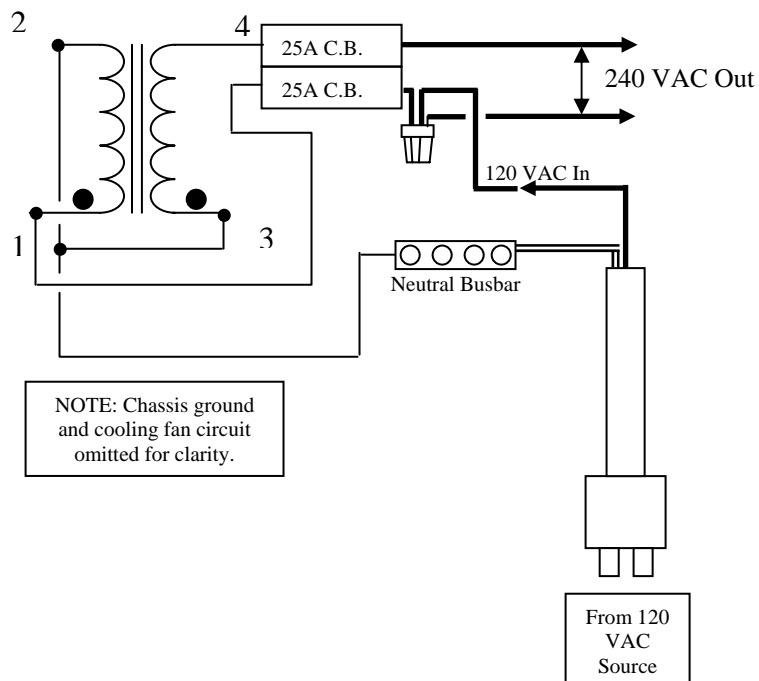 2
4
25A C.B.
25A C.B.
240 VAC Out
120 VAC In
1
3
Neutral Busbar
NOTE: Chassis ground
and cooling fan circuit
omitted for clarity.
From 120
VAC
Source